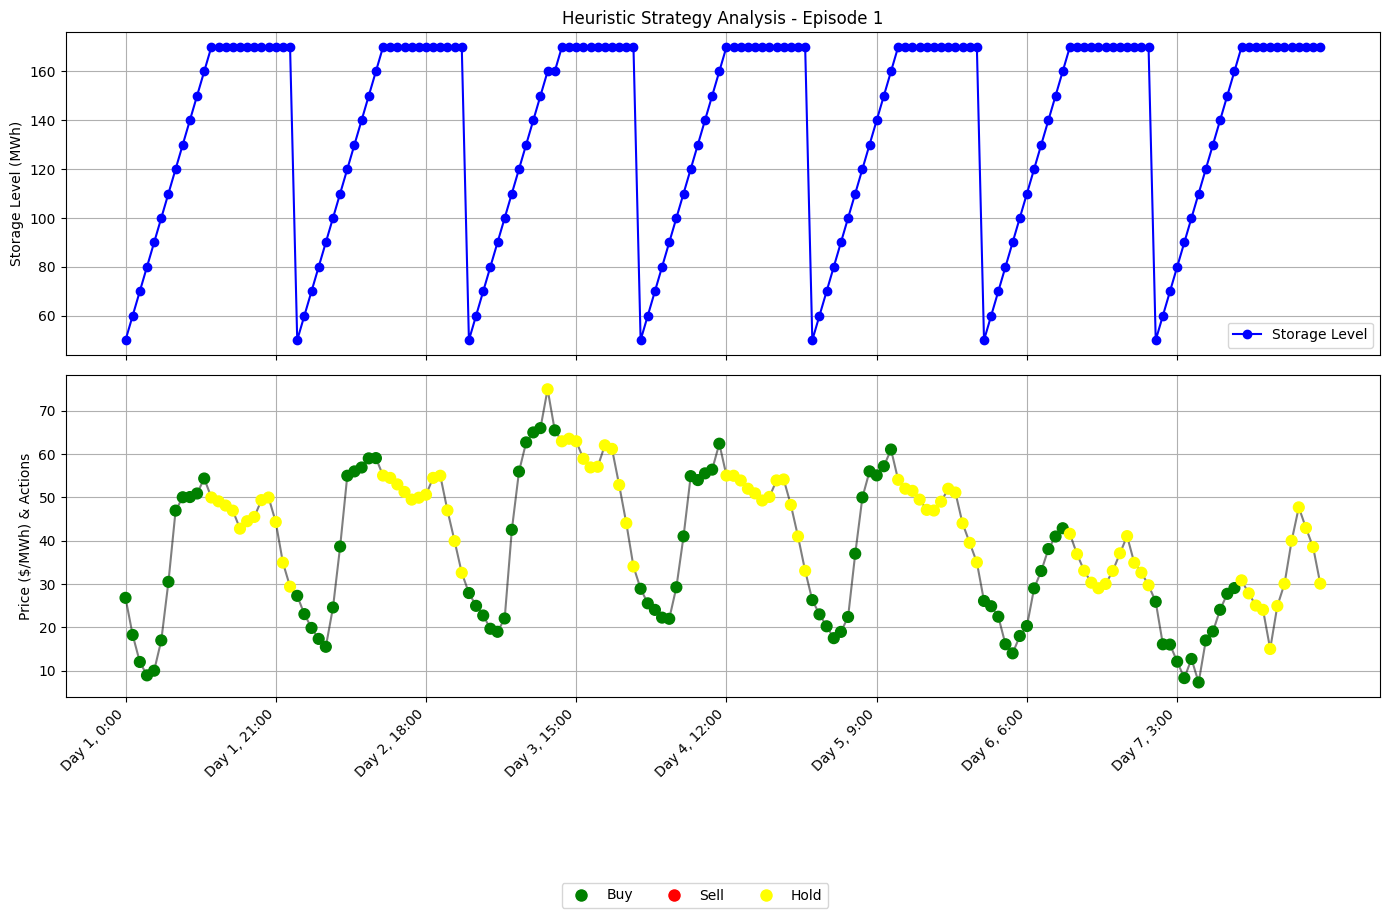 Heuristic Strategy Analysis - Episode 1
Storage Level (MWh)
160
140
120
100
80
60
Storage Level
Price ($/MWh) & Actions
70
60
50
40
30
20
10
Day 1, 0:00
Day 1, 21:00
Day 2, 18:00
Day 3, 15:00
Day 4, 12:00
Day 5, 9:00
Day 6, 6:00
Day 7, 3:00
Buy
Sell
Hold